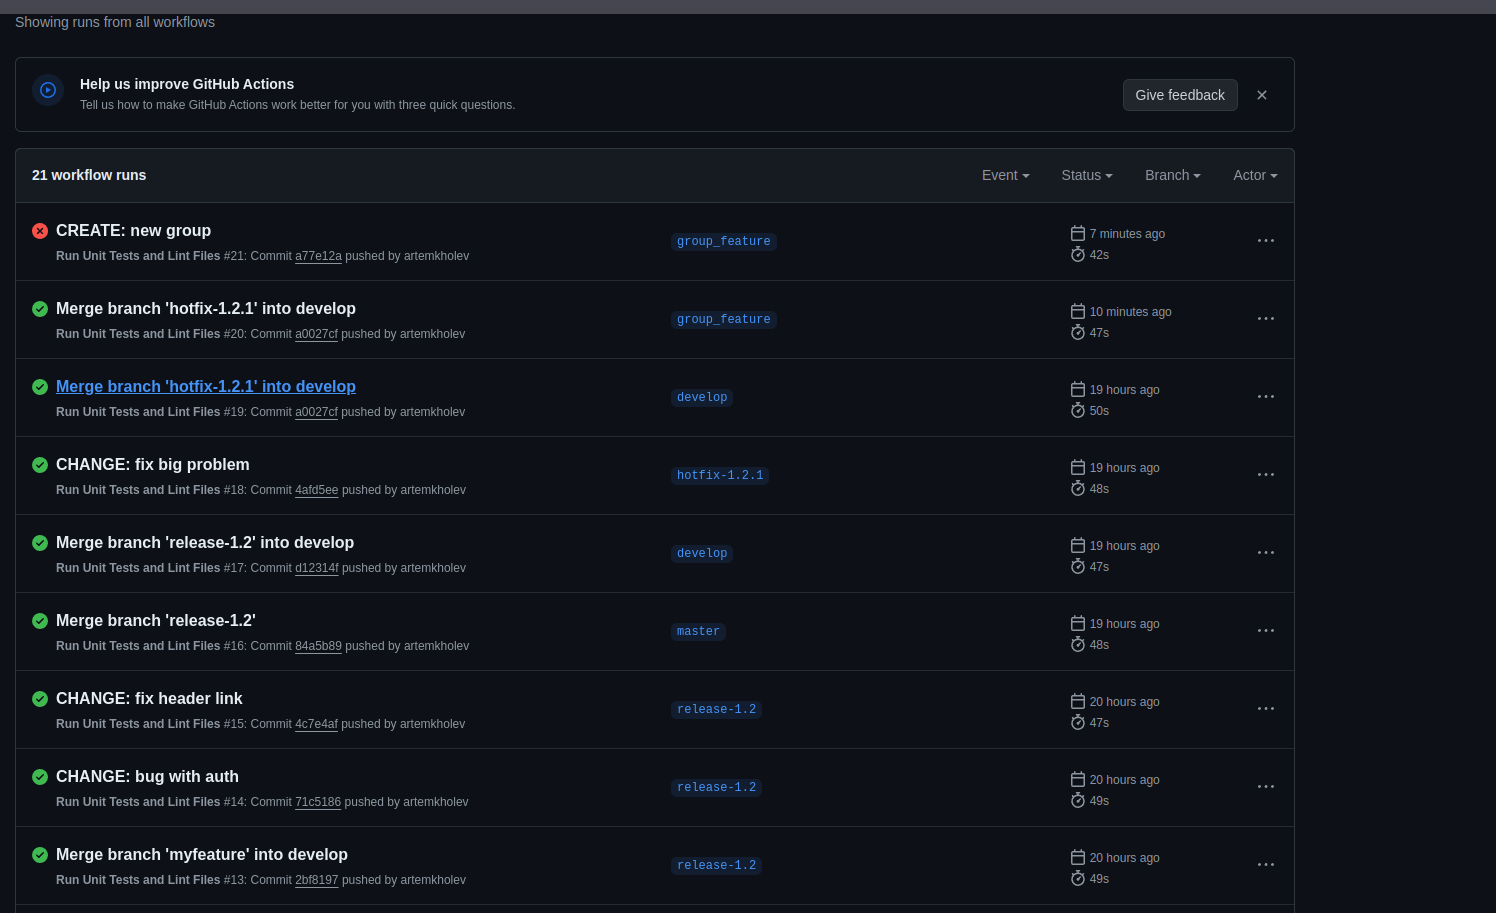 Showing runs from all workflows
Help us improve GitHub Actions
Tell us how to make GitHub Actions work better for you with three quick questions.
Give feedback
21 workflow runs
Event
Status
Branch
Actor
CREATE: new group
Run Unit Tests and Lint Files #21: Commit a77e12a pushed by artemkholev
group_feature
7 minutes ago
42s
Merge branch 'hotfix-1.2.1' into develop
Run Unit Tests and Lint Files #20: Commit a0027cf pushed by artemkholev
group_feature
10 minutes ago
47s
Merge branch 'hotfix-1.2.1' into develop
Run Unit Tests and Lint Files #19: Commit a0027cf pushed by artemkholev
develop
19 hours ago
50s
CHANGE: fix big problem
Run Unit Tests and Lint Files #18: Commit 4afd5ee pushed by artemkholev
hotfix-1.2.1
19 hours ago
48s
Merge branch 'release-1.2' into develop
Run Unit Tests and Lint Files #17: Commit d12314f pushed by artemkholev
develop
19 hours ago
47s
Merge branch 'release-1.2'
Run Unit Tests and Lint Files #16: Commit 84a5b89 pushed by artemkholev
master
19 hours ago
48s
CHANGE: fix header link
Run Unit Tests and Lint Files #15: Commit 4c7e4af pushed by artemkholev
release-1.2
20 hours ago
47s
CHANGE: bug with auth
Run Unit Tests and Lint Files #14: Commit 71c5186 pushed by artemkholev
release-1.2
20 hours ago
49s
Merge branch 'myfeature' into develop
Run Unit Tests and Lint Files #13: Commit 2bf8197 pushed by artemkholev
release-1.2
20 hours ago
49s